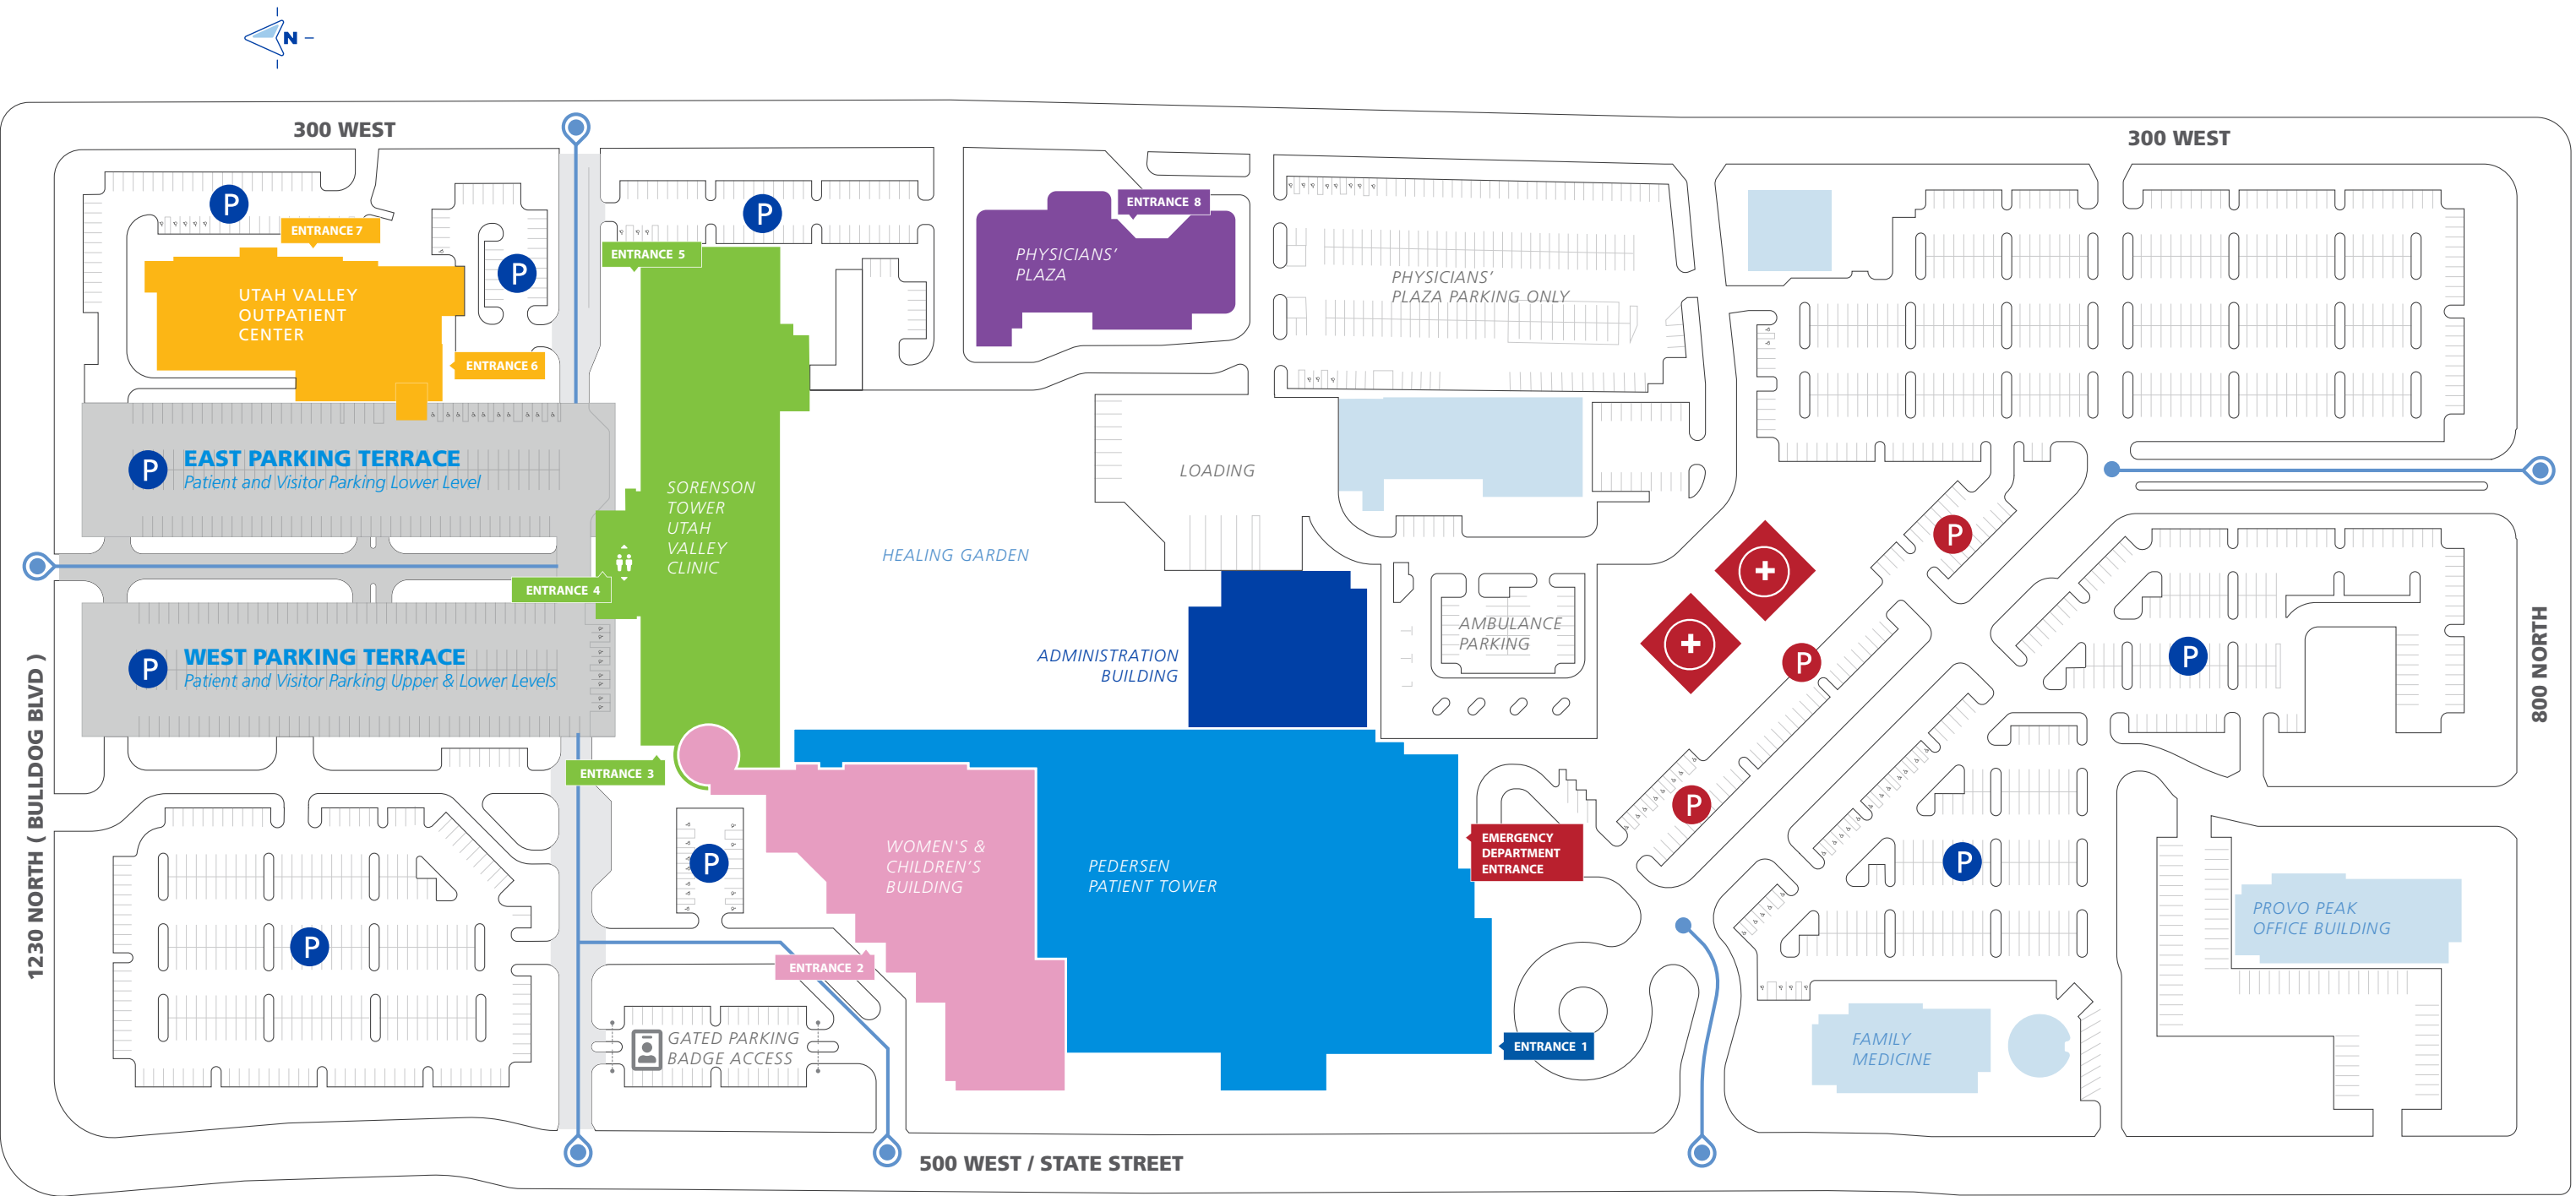 N
300 WEST
300 WEST
P
P
P
ENTRANCE 7
ENTRANCE 5
ENTRANCE 8
UTAH VALLEY
OUTPATIENT
CENTER
ENTRANCE 6
PHYSICIANS'
PLAZA
PHYSICIANS'
PLAZA PARKING ONLY
P
EAST PARKING TERRACE
Patient and Visitor Parking Lower Level
SORENSON
TOWER
UTAH
VALLEY
CLINIC
LOADING
HEALING GARDEN
ENTRANCE 4
P
WEST PARKING TERRACE
Patient and Visitor Parking Upper & Lower Levels
ADMINISTRATION
BUILDING
AMBULANCE
PARKING
P
P
P
P
800 NORTH
1230 NORTH ( BULLDOG BLVD )
ENTRANCE 3
P
WOMEN'S &
CHILDREN'S
BUILDING
PEDERSEN
PATIENT TOWER
EMERGENCY
DEPARTMENT
ENTRANCE
P
P
ENTRANCE 2
PROVO PEAK
OFFICE BUILDING
GATED PARKING
BADGE ACCESS
ENTRANCE 1
FAMILY
MEDICINE
500 WEST / STATE STREET